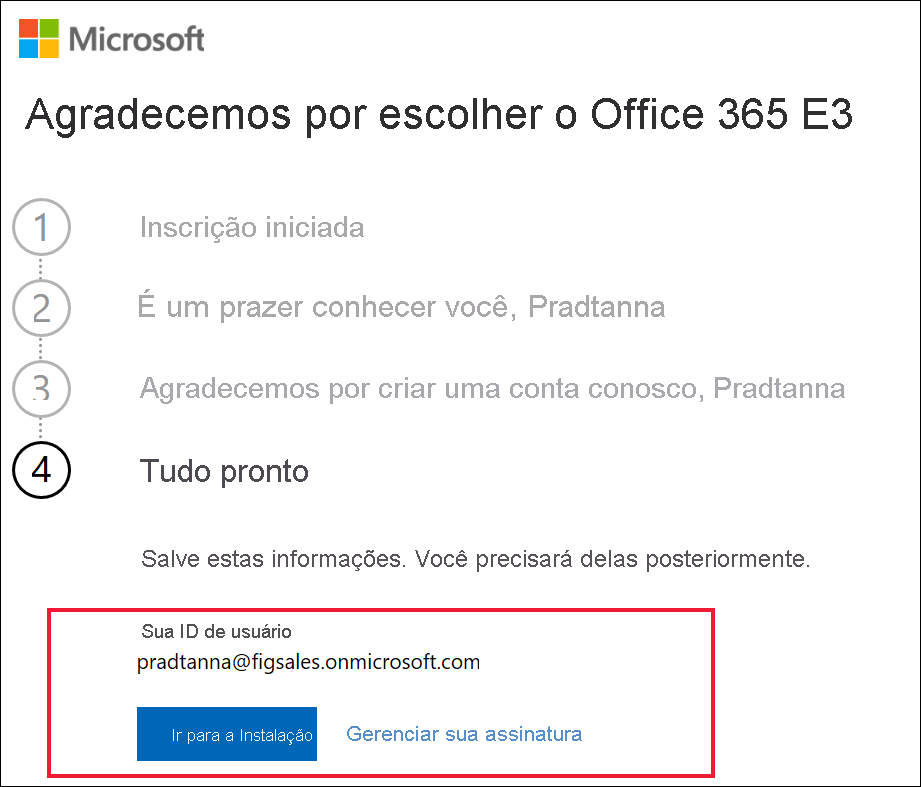 Microsoft
Agradecemos por escolher o Office 365 E3
1
Inscrição iniciada
2
É um prazer conhecer você, Pradtanna
3
Agradecemos por criar uma conta conosco, Pradtanna
4
Tudo pronto
Salve estas informações. Você precisará delas posteriormente.
Sua ID de usuário
pradtanna@figsales.onmicrosoft.com
Ir para a Instalação
Gerenciar sua assinatura